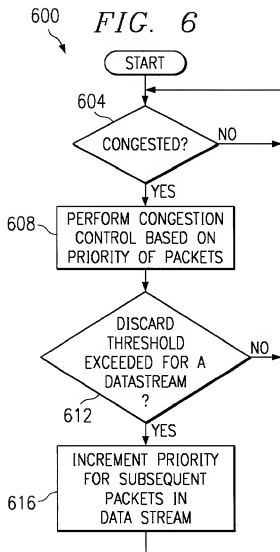 600
FIG. 6
START
604
CONGESTED?
NO
YES
608
PERFORM CONGESTION
CONTROL BASED ON
PRIORITY OF PACKETS
DISCARD
THRESHOLD
EXCEEDED FOR A
DATASTREAM
?
NO
612
YES
616
INCREMENT PRIORITY
FOR SUBSEQUENT
PACKETS IN
DATA STREAM